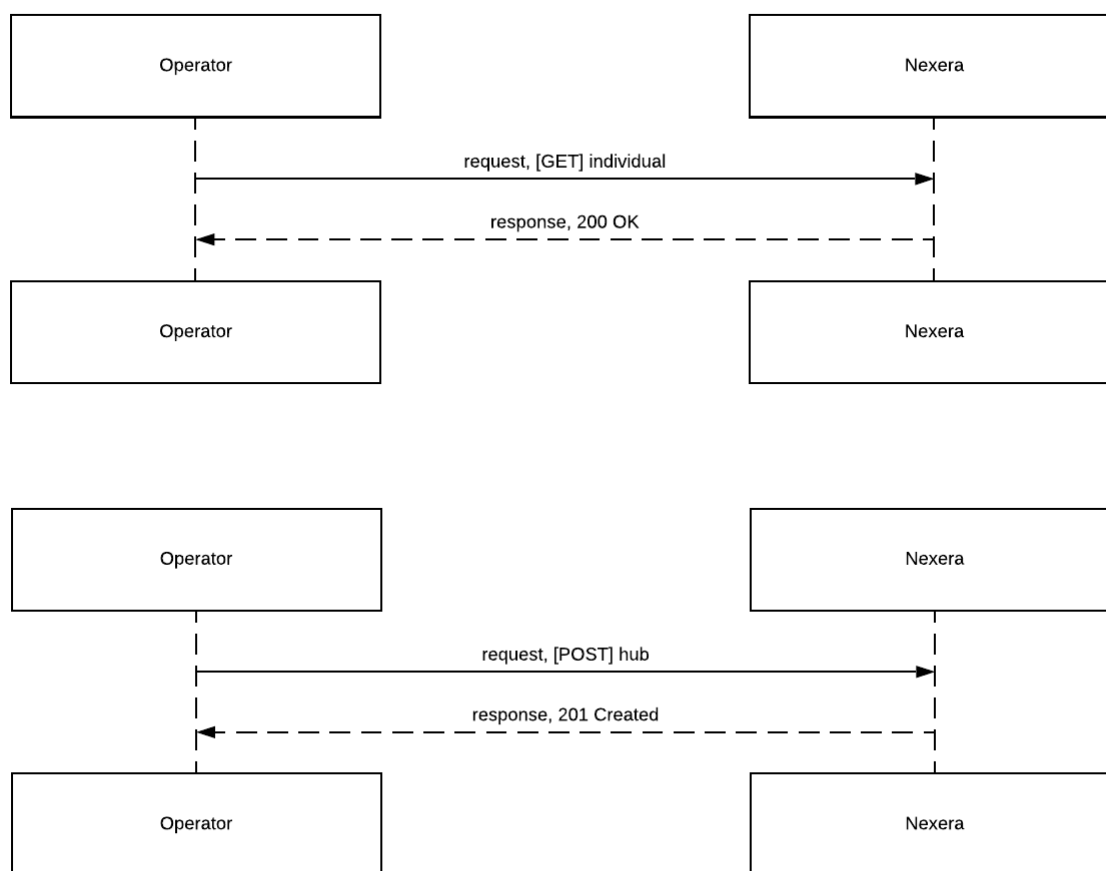 Operator
Nexera
request, [GET] individual
response, 200 OK
Operator
Nexera
Operator
Nexera
request, [POST] hub
response, 201 Created
Operator
Nexera